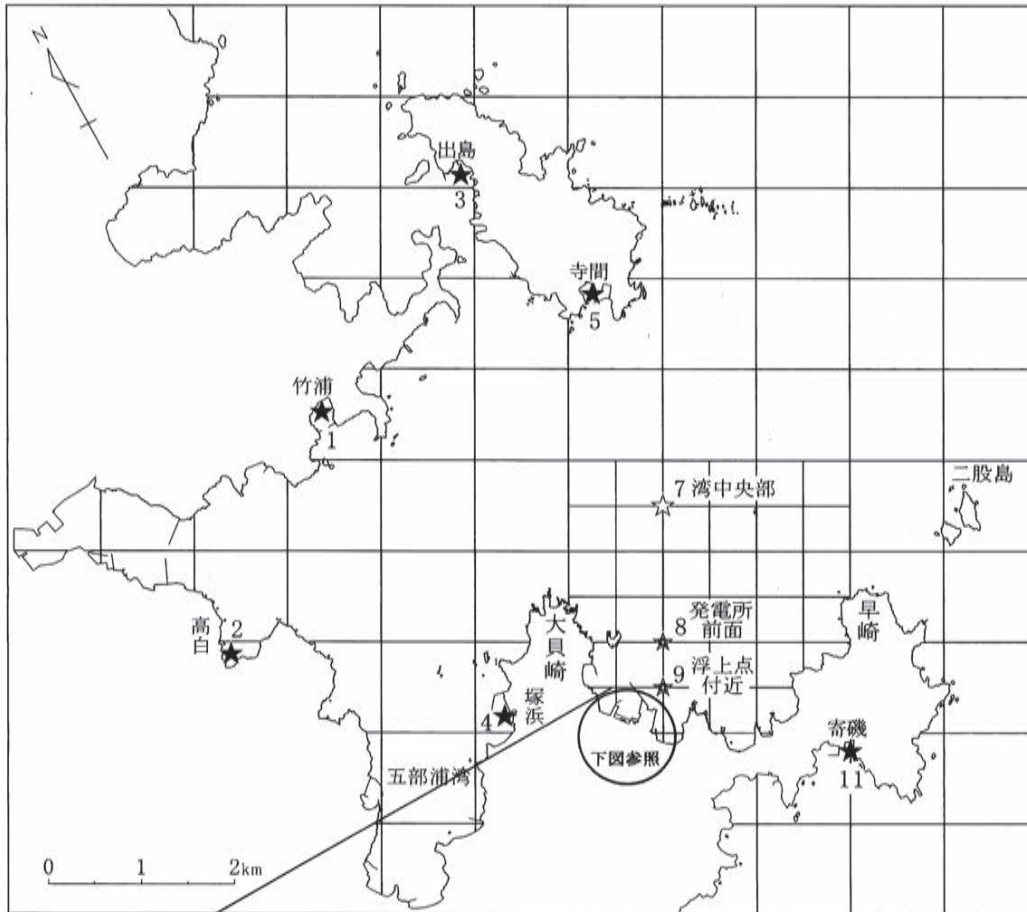 N
出島
3
寺間
5
竹浦
1
7 湾中央部
二股島
高白
2
大貝崎
8 発電所
前面
早崎
9 浮上点
付近
塚浜
4
寄磯
11
五部浦湾
下図参照
0 1 2km